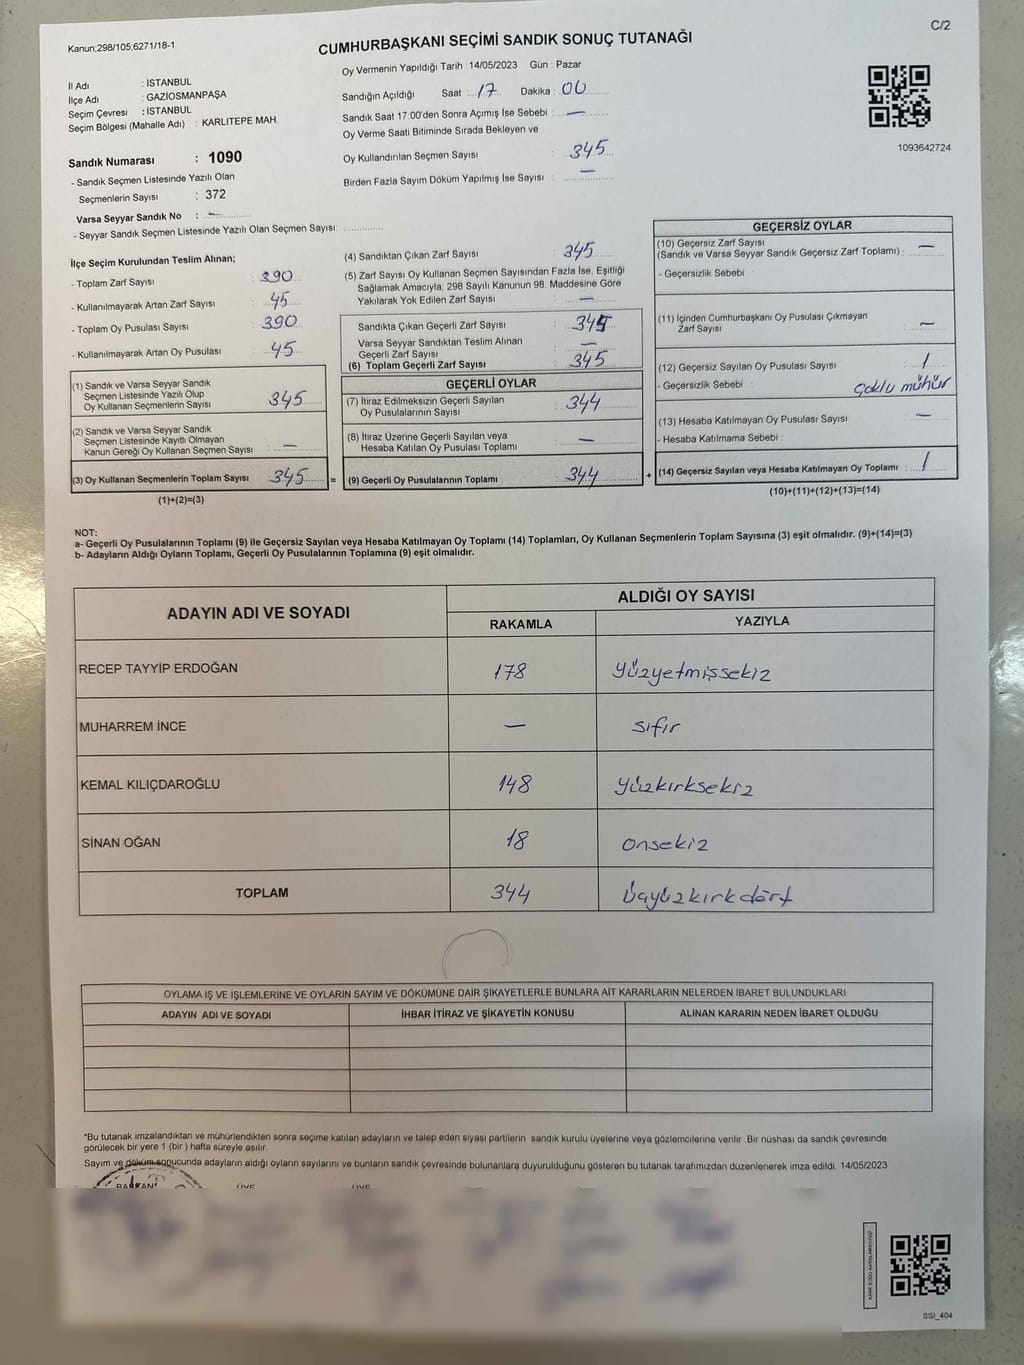 C/2
Kanun;298/105;6271/18-1
CUMHURBAŞKANI SEÇİMİ SANDIK SONUÇ TUTANAĞI
Oy Vermenin Yapıldığı Tarih : 14/05/2023 Gün : Pazar
İl Adı : İSTANBUL
İlçe Adı : GAZİOSMANPAŞA
Seçim Çevresi : İSTANBUL
Seçim Bölgesi (Mahalle Adı) : KARLITEPE MAH.
Sandığın Açıldığı Saat : 17 Dakika : 00
Sandık Saat 17:00'den Sonra Açımış İse Sebebi : —
Oy Verme Saati Bitiminde Sırada Bekleyen ve
Oy Kullandırılan Seçmen Sayısı : 345
Birden Fazla Sayım Döküm Yapılmış İse Sayısı : —
1093642724
Sandık Numarası : 1090
- Sandık Seçmen Listesinde Yazılı Olan
Seçmenlerin Sayısı : 372
Varsa Seyyar Sandık No : —
- Seyyar Sandık Seçmen Listesinde Yazılı Olan Seçmen Sayısı:
İlçe Seçim Kurulundan Teslim Alınan;
- Toplam Zarf Sayısı : 390
- Kullanılmayarak Artan Zarf Sayısı : 45
- Toplam Oy Pusulası Sayısı : 390
- Kullanılmayarak Artan Oy Pusulası : 45
(1) Sandık ve Varsa Seyyar Sandık
Seçmen Listesinde Yazılı Olup
Oy Kullanan Seçmenlerin Sayısı : 345
(2) Sandık ve Varsa Seyyar Sandık
Seçmen Listesinde Kayıtlı Olmayan
Kanun Gereği Oy Kullanan Seçmen Sayısı : —
(3) Oy Kullanan Seçmenlerin Toplam Sayısı : 345 =
(1)+(2)=(3)
(4) Sandıktan Çıkan Zarf Sayısı : 345
(5) Zarf Sayısı Oy Kullanan Seçmen Sayısından Fazla İse, Eşitliği
Sağlamak Amacıyla, 298 Sayılı Kanunun 98. Maddesine Göre
Yakılarak Yok Edilen Zarf Sayısı : —
Sandıkta Çıkan Geçerli Zarf Sayısı : 345
Varsa Seyyar Sandıktan Teslim Alınan
Geçerli Zarf Sayısı : —
(6) Toplam Geçerli Zarf Sayısı : 345
GEÇERLİ OYLAR
(7) İtiraz Edilmeksizin Geçerli Sayılan
Oy Pusulalarının Sayısı : 344
(8) İtiraz Üzerine Geçerli Sayılan veya
Hesaba Katılan Oy Pusulası Toplamı : —
(9) Geçerli Oy Pusulalarının Toplamı : 344 +
GEÇERSİZ OYLAR
(10) Geçersiz Zarf Sayısı
(Sandık ve Varsa Seyyar Sandık Geçersiz Zarf Toplamı) : —
- Geçersizlik Sebebi :
(11) İçinden Cumhurbaşkanı Oy Pusulası Çıkmayan
Zarf Sayısı : —
(12) Geçersiz Sayılan Oy Pusulası Sayısı : 1
- Geçersizlik Sebebi : çoklu mühür
(13) Hesaba Katılmayan Oy Pusulası Sayısı : —
- Hesaba Katılmama Sebebi :
(14) Geçersiz Sayılan veya Hesaba Katılmayan Oy Toplamı : 1
(10)+(11)+(12)+(13)=(14)
NOT:
a- Geçerli Oy Pusulalarının Toplamı (9) ile Geçersiz Sayılan veya Hesaba Katılmayan Oy Toplamı (14) Toplamları, Oy Kullanan Seçmenlerin Toplam Sayısına (3) eşit olmalıdır. (9)+(14)=(3)
b- Adayların Aldığı Oyların Toplamı, Geçerli Oy Pusulalarının Toplamına (9) eşit olmalıdır.
ADAYIN ADI VE SOYADI
ALDIĞI OY SAYISI
RAKAMLA YAZIYLA
RECEP TAYYİP ERDOĞAN 178 Yüzyetmişsekiz
MUHARREM İNCE — sıfır
KEMAL KILIÇDAROĞLU 148 Yüzkırksekiz
SİNAN OĞAN 18 onsekiz
TOPLAM 344 Üçyüzkırkdört
OYLAMA İŞ VE İŞLEMLERİNE VE OYLARIN SAYIM VE DÖKÜMÜNE DAİR ŞİKAYETLERLE BUNLARA AİT KARARLARIN NELERDEN İBARET BULUNDUKLARI
ADAYIN ADI VE SOYADI İHBAR İTİRAZ VE ŞİKAYETİN KONUSU ALINAN KARARIN NEDEN İBARET OLDUĞU
*Bu tutanak imzalandıktan ve mühürlendikten sonra seçime katılan adayların ve talep eden siyasi partilerin sandık kurulu üyelerine veya gözlemcilerine verilir. Bir nüshası da sandık çevresinde
görülecek bir yere 1 (bir ) hafta süreyle asılır.
Sayım ve döküm sonucunda adayların aldığı oyların sayılarını ve bunların sandık çevresinde bulunanlara duyurulduğunu gösteren bu tutanak tarafımızdan düzenlenerek imza edildi. 14/05/2023
BAŞKAN ÜYE ÜYE
SSI_404